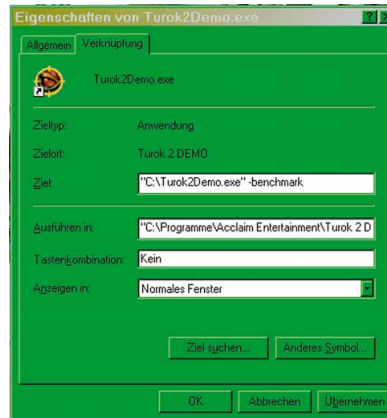 Eigenschaften von Turok2Demo.exe
Allgemein
Verknüpfung
Turok2Demo.exe
Zieltyp: Anwendung
Zielort: Turok 2 DEMO
Ziel: "C:\Turok2Demo.exe" -benchmark
Ausführen in: "C:\Programme\Acclaim Entertainment\Turok 2 D
Tastenkombination: Kein
Anzeigen in: Normales Fenster
Ziel suchen...
Anderes Symbol...
OK
Abbrechen
Übernehmen